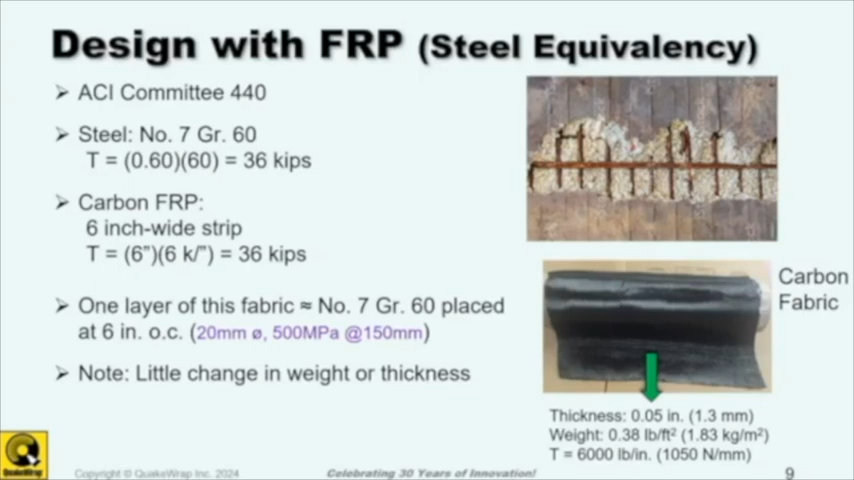 Design with FRP (Steel Equivalency)
➢ ACI Committee 440
➢ Steel: No. 7 Gr. 60
T = (0.60)(60) = 36 kips
➢ Carbon FRP:
6 inch-wide strip
T = (6”)(6 k/”) = 36 kips
➢ One layer of this fabric ≈ No. 7 Gr. 60 placed
at 6 in. o.c. (20mm ø, 500MPa @150mm)
➢ Note: Little change in weight or thickness
Carbon
Fabric
Thickness: 0.05 in. (1.3 mm)
Weight: 0.38 lb/ft² (1.83 kg/m²)
T = 6000 lb/in. (1050 N/mm)
QuakeWrap
Copyright © QuakeWrap Inc. 2024
Celebrating 30 Years of Innovation!
9